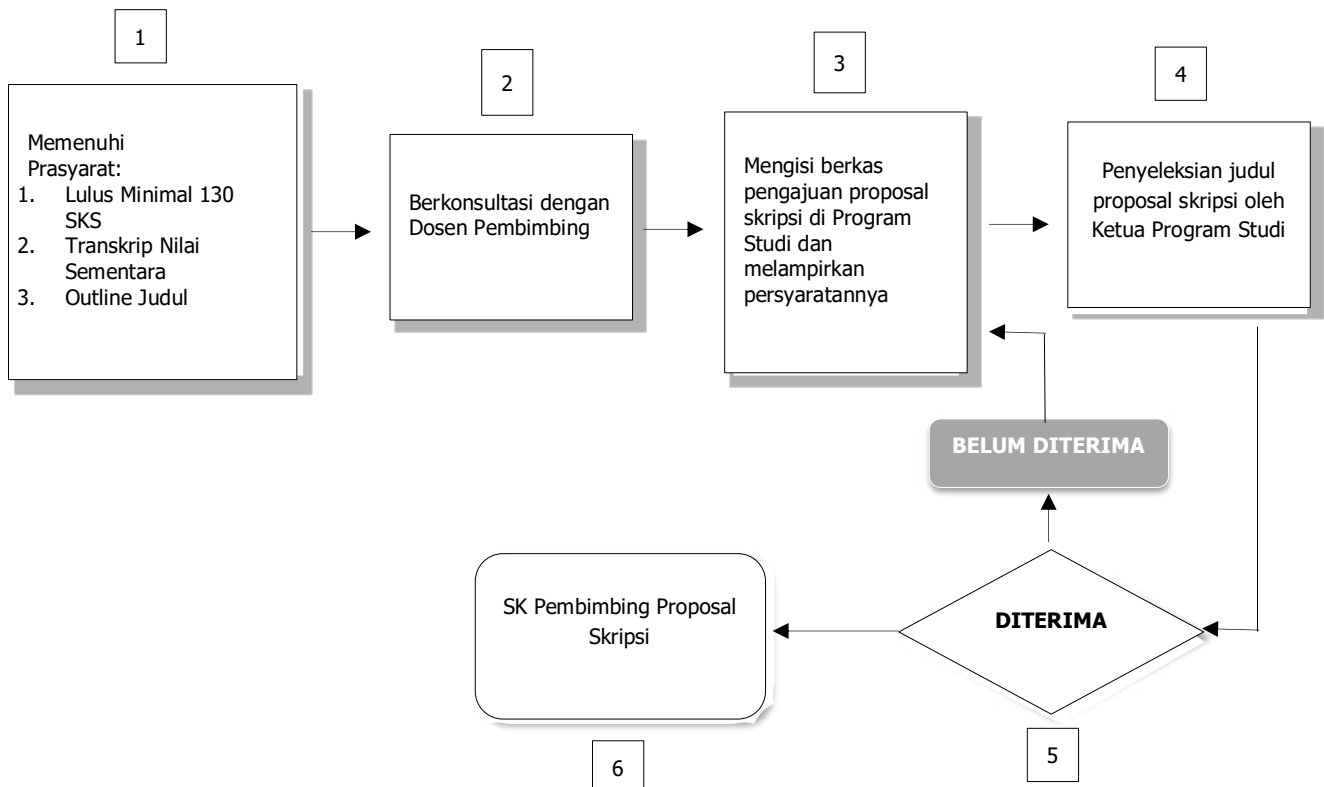 1
Memenuhi
Prasyarat:
1. Lulus Minimal 130
SKS
2. Transkrip Nilai
Sementara
3. Outline Judul
2
Berkonsultasi dengan
Dosen Pembimbing
3
Mengisi berkas
pengajuan proposal
skripsi di Program
Studi dan
melampirkan
persyaratannya
4
Penyeleksian judul
proposal skripsi oleh
Ketua Program Studi
BELUM DITERIMA
DITERIMA
5
SK Pembimbing Proposal
Skripsi
6